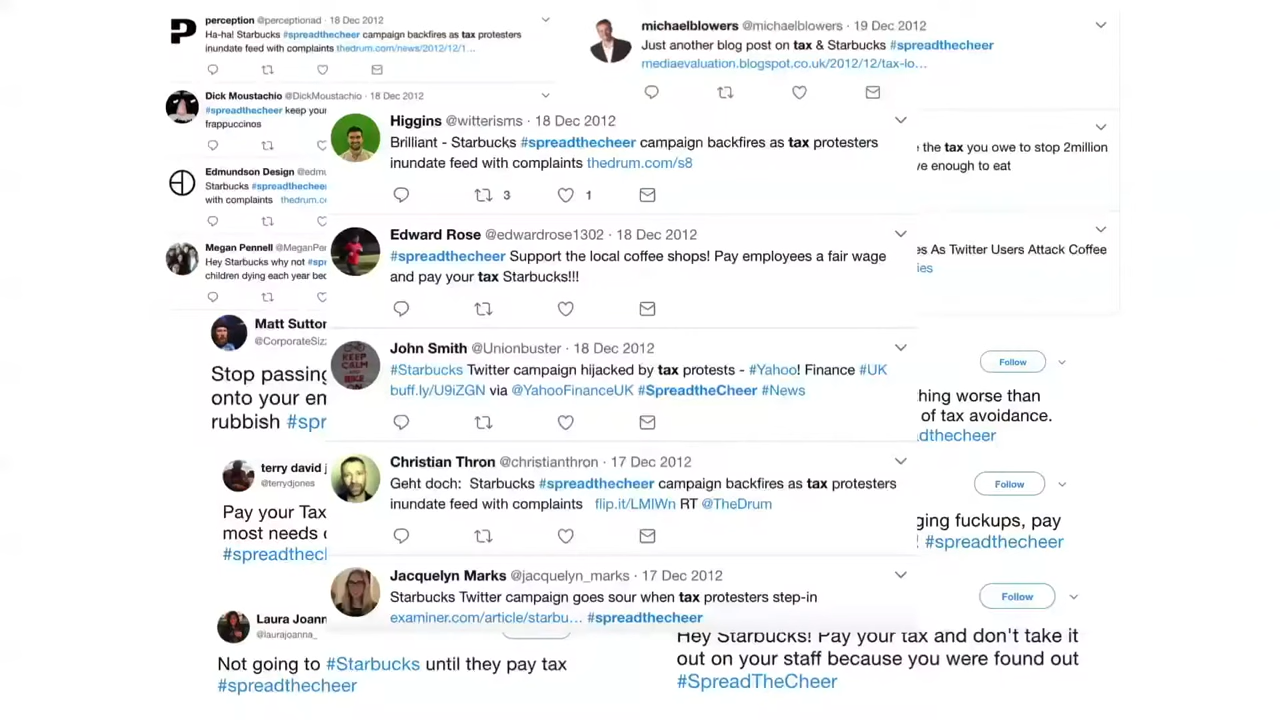 perception @perceptionad · 18 Dec 2012
Ha-ha! Starbucks #spreadthecheer campaign backfires as tax protesters
inundate feed with complaints thedrum.com/news/2012/12/1…
Dick Moustachio @DickMoustachio · 18 Dec 2012
#spreadthecheer keep your
frappuccinos
Edmundson Design @edmu
Starbucks #spreadthecheer
with complaints thedrum.co
Megan Pennell @MeganPen
Hey Starbucks why not #spr
children dying each year bec
Matt Sutton
@CorporateSiz
Stop passing
onto your em
rubbish #spr
terry david j
@terrydjones
Pay your Tax
most needs
#spreadthecl
Laura Joann
@laurajoanna_
Not going to #Starbucks until they pay tax
#spreadthecheer
Higgins @witterisms · 18 Dec 2012
Brilliant - Starbucks #spreadthecheer campaign backfires as tax protesters
inundate feed with complaints thedrum.com/s8
3 1
Edward Rose @edwardrose1302 · 18 Dec 2012
#spreadthecheer Support the local coffee shops! Pay employees a fair wage
and pay your tax Starbucks!!!
John Smith @Unionbuster · 18 Dec 2012
#Starbucks Twitter campaign hijacked by tax protests - #Yahoo! Finance #UK
buff.ly/U9iZGN via @YahooFinanceUK #SpreadtheCheer #News
Christian Thron @christianthron · 17 Dec 2012
Geht doch: Starbucks #spreadthecheer campaign backfires as tax protesters
inundate feed with complaints flip.it/LMlWn RT @TheDrum
Jacquelyn Marks @jacquelyn_marks · 17 Dec 2012
Starbucks Twitter campaign goes sour when tax protesters step-in
examiner.com/article/starbu… #spreadthecheer
michaelblowers @michaelblowers · 19 Dec 2012
Just another blog post on tax & Starbucks #spreadthecheer
mediaevaluation.blogspot.co.uk/2012/12/tax-lo…
the tax you owe to stop 2million
ve enough to eat
es As Twitter Users Attack Coffee
ies
Follow
hing worse than
of tax avoidance.
dthecheer
Follow
ging fuckups, pay
! #spreadthecheer
Follow
Hey Starbucks! Pay your tax and don't take it
out on your staff because you were found out
#SpreadTheCheer